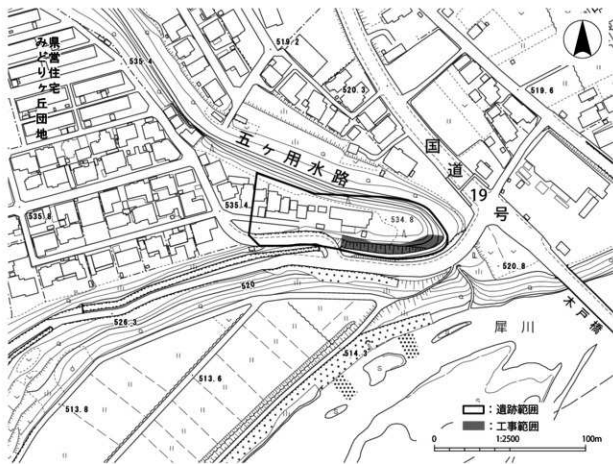 県営住宅
みどりヶ丘団地
535.4
519.2
520.3
519.6
五ヶ用水路
国道19号
535.4
534.8
535.8
520
520.8
526.3
木戸橋
犀川
514.3
513.6
513.8
：遺跡範囲
：工事範囲
0 1:2500 100m